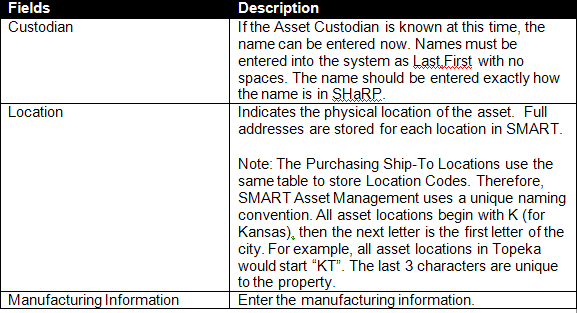 Fields Description
Custodian If the Asset Custodian is known at this time, the
name can be entered now. Names must be
entered into the system as Last,First with no
spaces. The name should be entered exactly how
the name is in SHaRP.
Location Indicates the physical location of the asset.  Full
addresses are stored for each location in SMART.
Note: The Purchasing Ship-To Locations use the
same table to store Location Codes. Therefore,
SMART Asset Management uses a unique naming
convention. All asset locations begin with K (for
Kansas), then the next letter is the first letter of the
city. For example, all asset locations in Topeka
would start “KT”. The last 3 characters are unique
to the property.
Manufacturing Information Enter the manufacturing information.